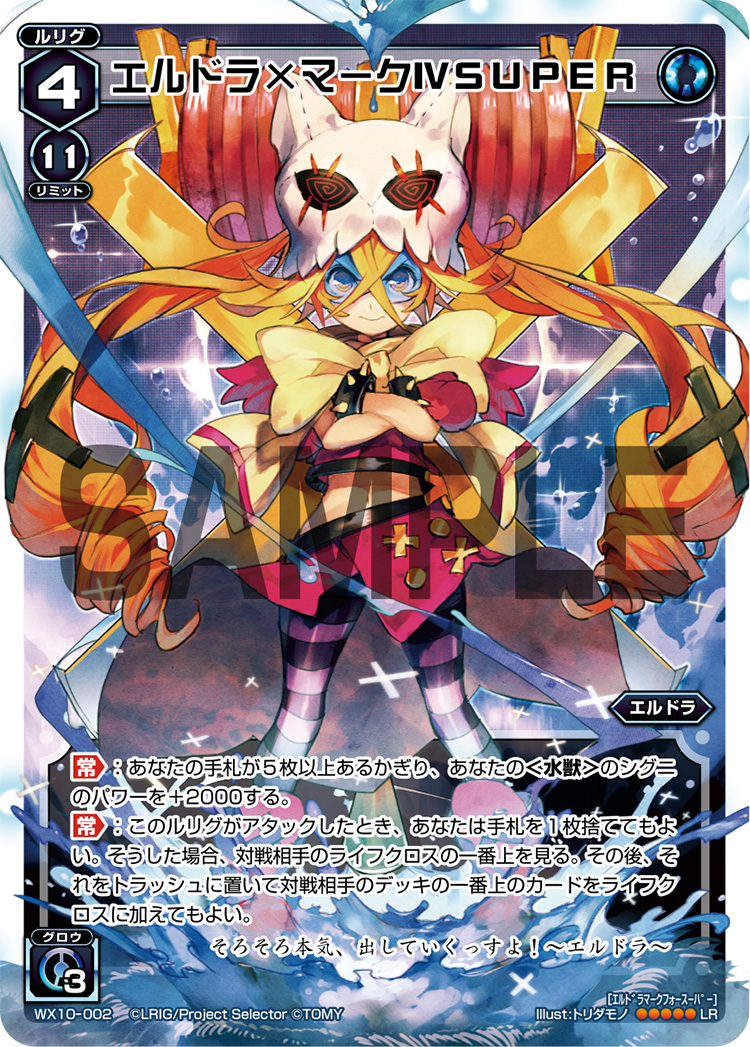 ルリグ
4
エルドラ×マークⅣSUPER
11
リミット
SAMPLE
エルドラ
常：あなたの手札が５枚以上あるかぎり、あなたの＜水獣＞のシグニ
のパワーを＋2000する。
常：このルリグがアタックしたとき、あなたは手札を１枚捨ててもよ
い。そうした場合、対戦相手のライフクロスの一番上を見る。その後、そ
れをトラッシュに置いて対戦相手のデッキの一番上のカードをライフク
ロスに加えてもよい。
そろそろ本気、出していくっすよ！～エルドラ～
グロウ
3
[ｴﾙﾄﾞﾗﾏｰｸﾌｫｰｽｰﾊﾟｰ]
WX10-002 ©LRIG/Project Selector ©TOMY Illust:トリダモノ LR